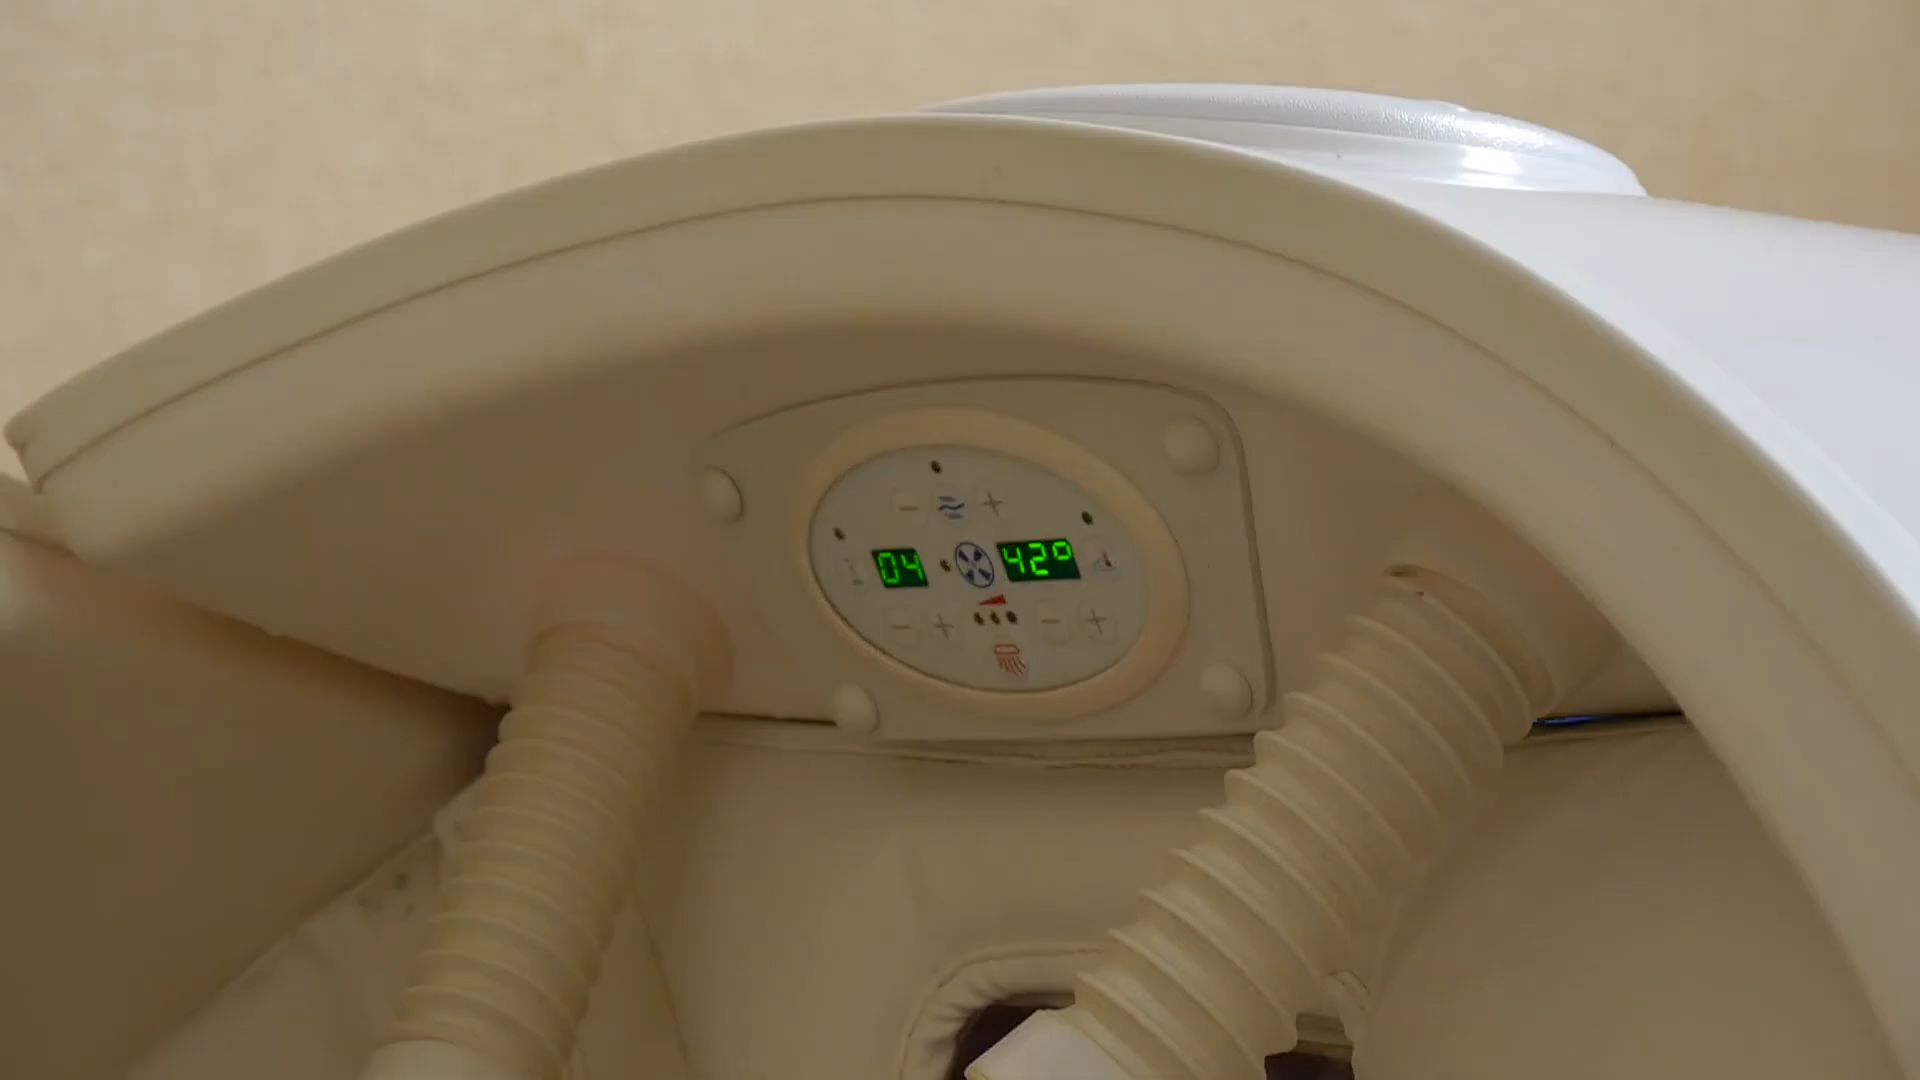 − +
04 42°
− + − +